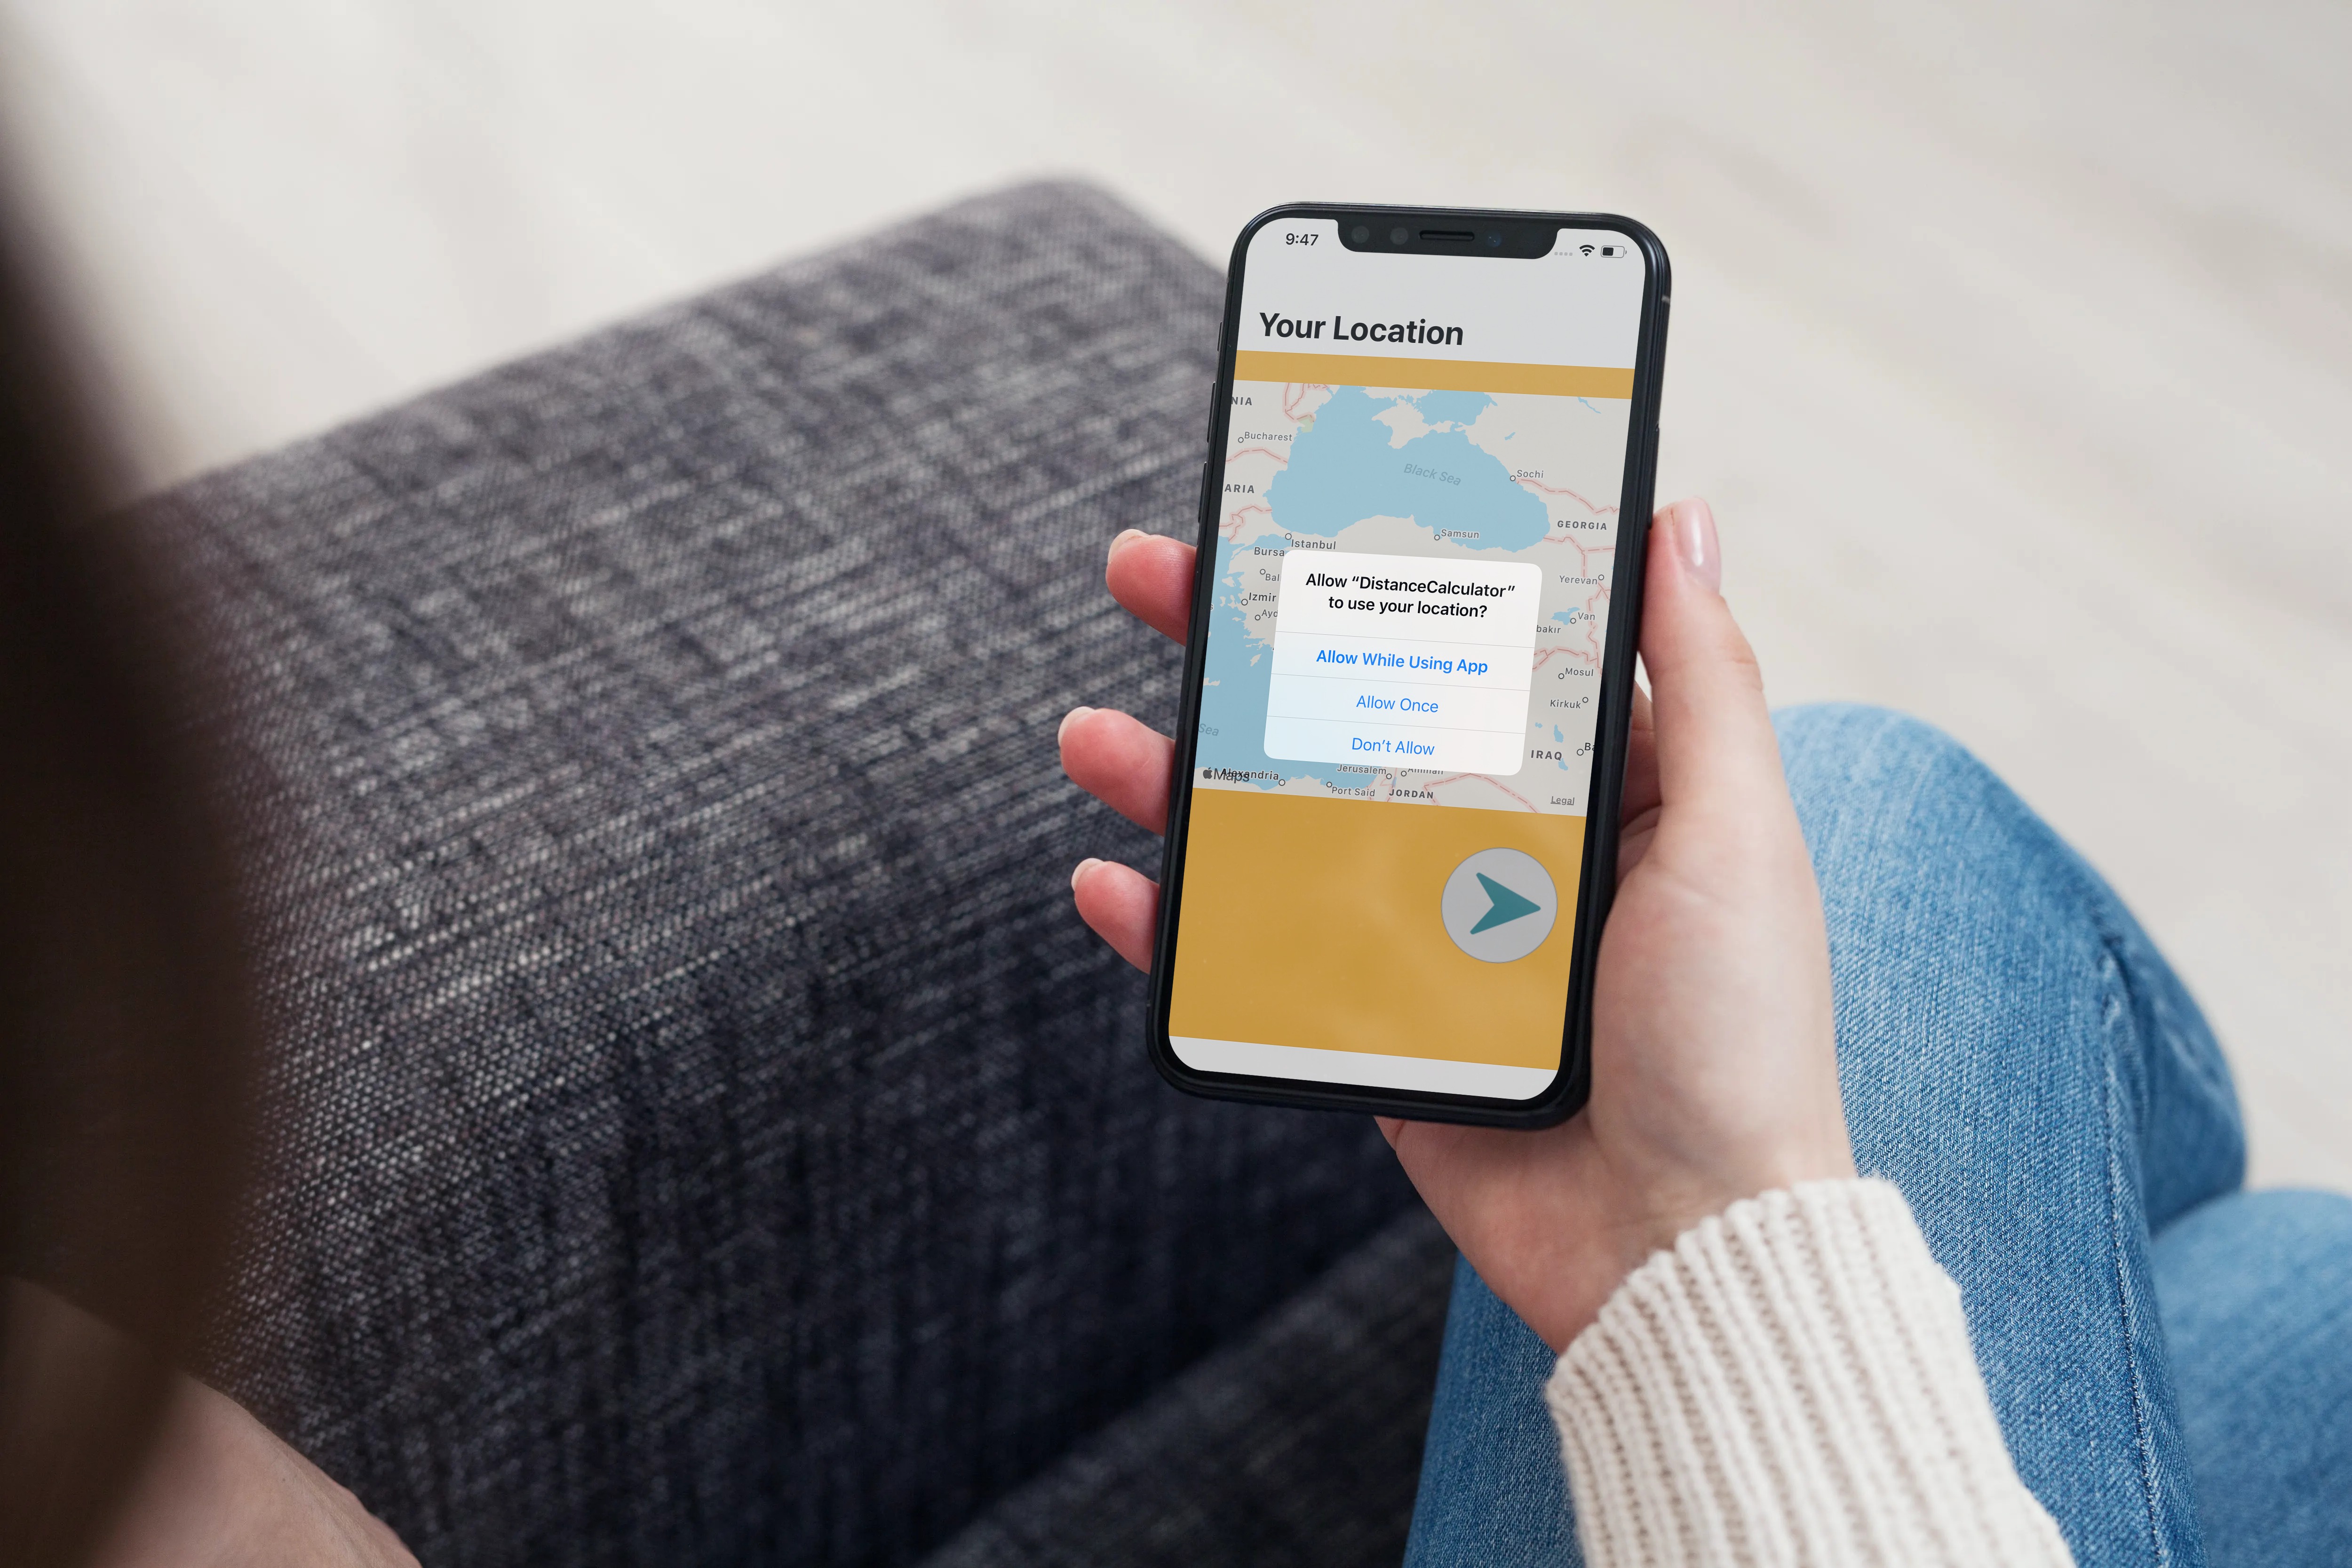 9:47
Your Location
NIA
Bucharest
Black Sea
Sochi
ARIA
GEORGIA
Samsun
Istanbul
Bursa
Yerevan
Bal
Izmir
Ayd
Van
bakır
Allow “DistanceCalculator”
to use your location?
Allow While Using App
Allow Once
Don’t Allow
Mosul
Kirkuk
Sea
IRAQ
Ba
Maps
Alexandria
Jerusalem
Amman
Port Said
JORDAN
Legal